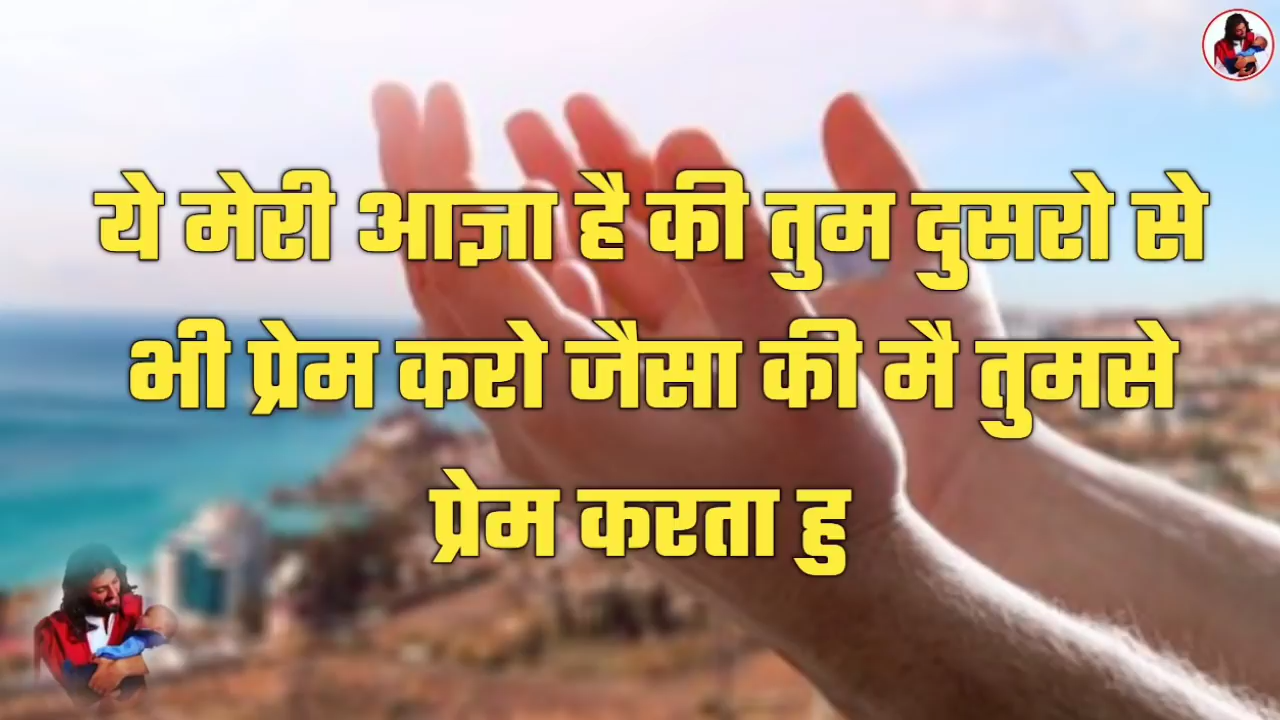 ये मेरी आज्ञा है की तुम दुसरो से
भी प्रेम करो जैसा की मै तुमसे
प्रेम करता हु